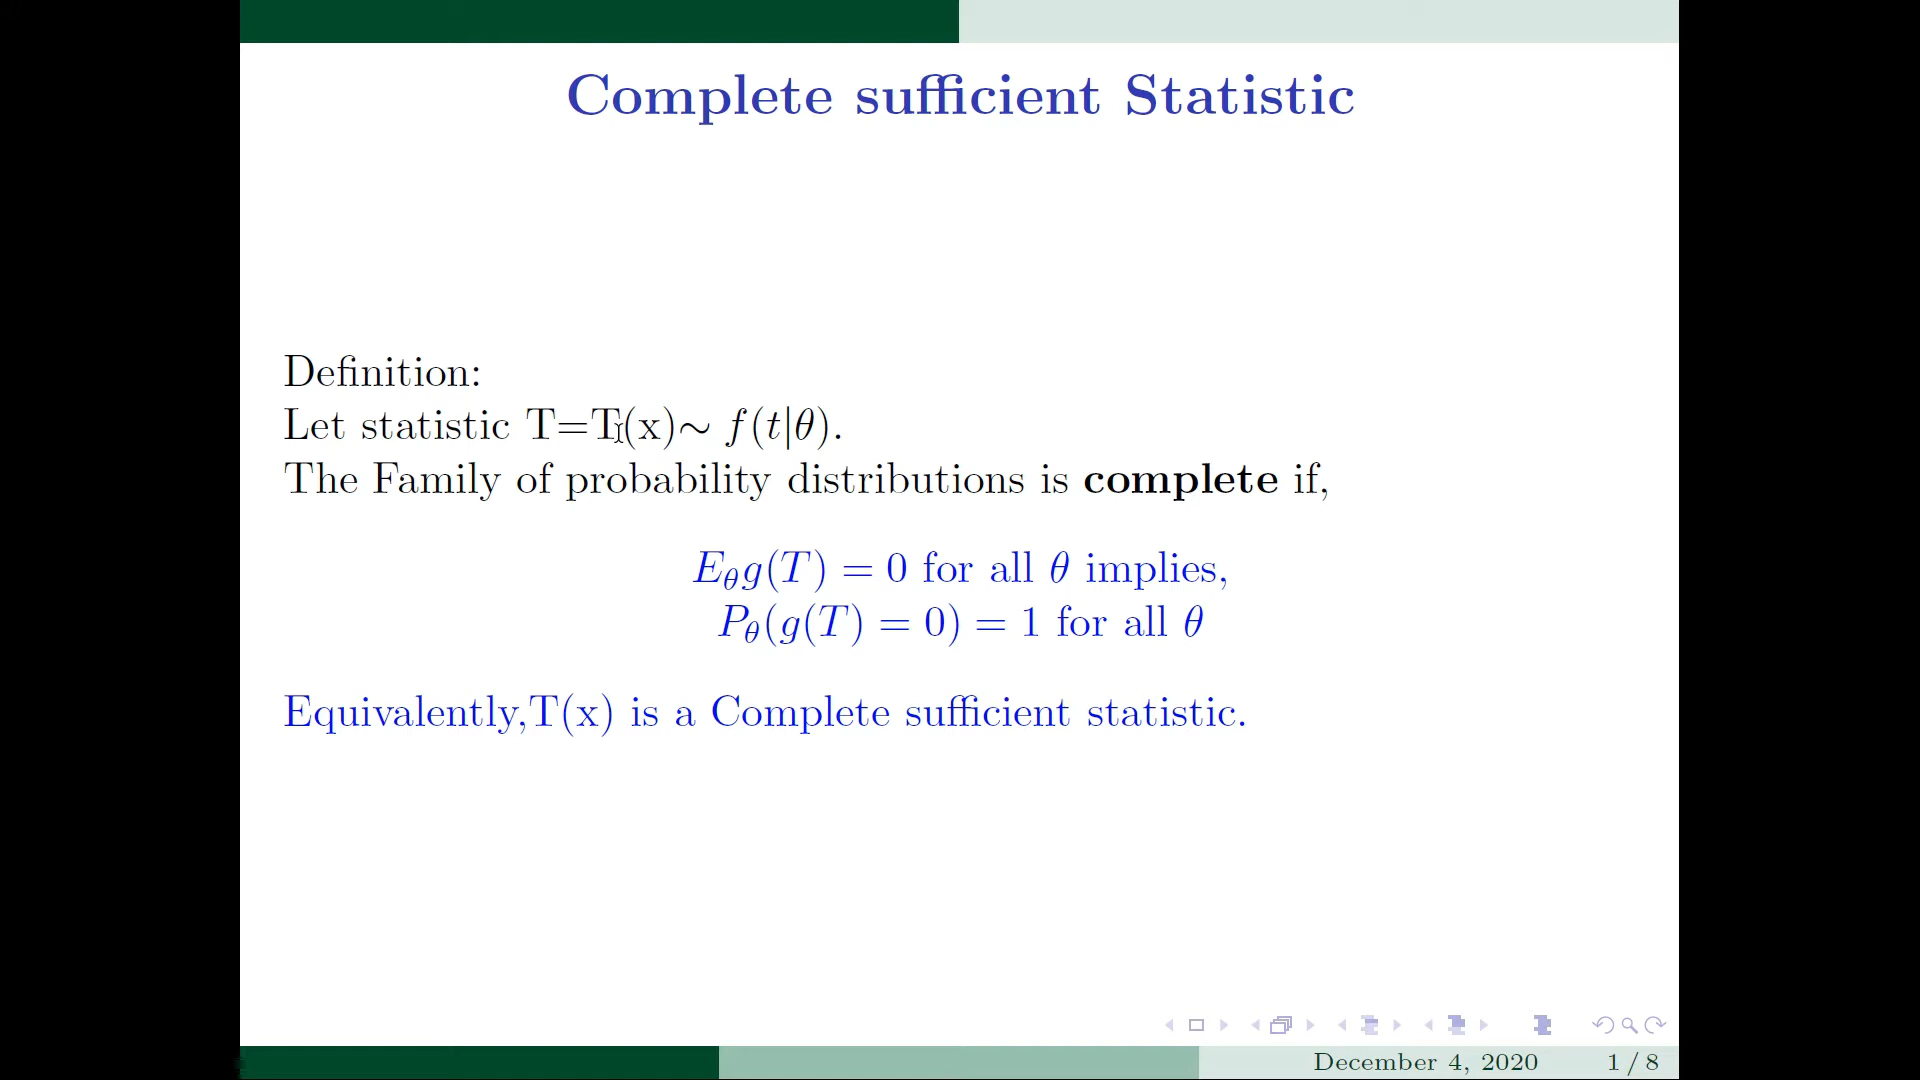 Complete sufficient Statistic
Definition:
Let statistic T=T(x)∼ f(t|θ).
The Family of probability distributions is complete if,
E_θg(T) = 0 for all θ implies,
P_θ(g(T) = 0) = 1 for all θ
Equivalently,T(x) is a Complete sufficient statistic.
December 4, 2020 1 / 8